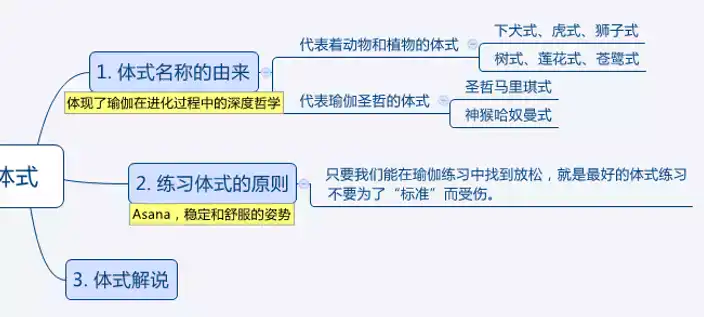 体式
1. 体式名称的由来
体现了瑜伽在进化过程中的深度哲学
代表着动物和植物的体式
下犬式、虎式、狮子式
树式、莲花式、苍鹭式
代表瑜伽圣哲的体式
圣哲马里琪式
神猴哈奴曼式
2. 练习体式的原则
Asana，稳定和舒服的姿势
只要我们能在瑜伽练习中找到放松，就是最好的体式练习
不要为了“标准”而受伤。
3. 体式解说